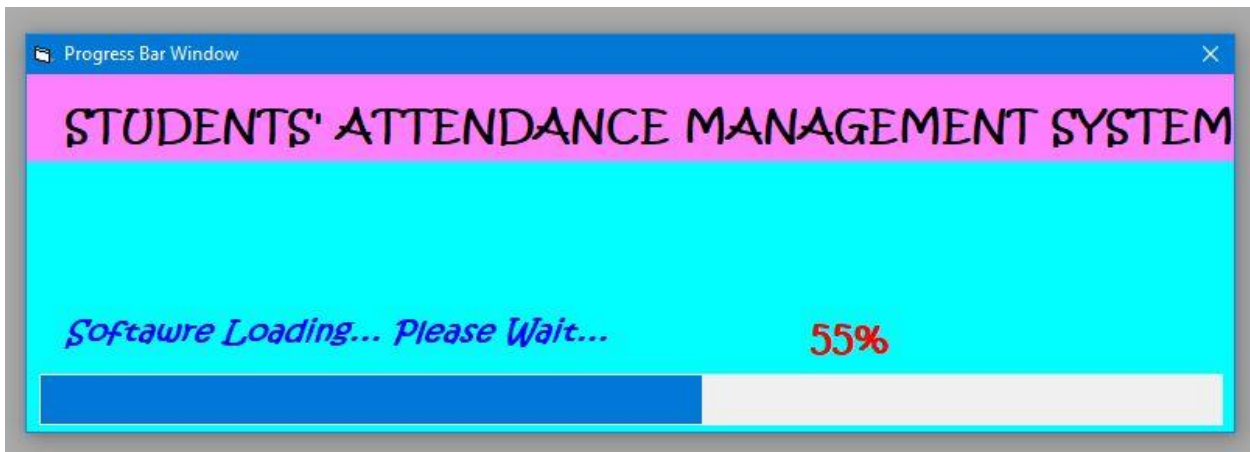 Progress Bar Window
STUDENTS' ATTENDANCE MANAGEMENT SYSTEM
Softawre Loading... Please Wait...
55%